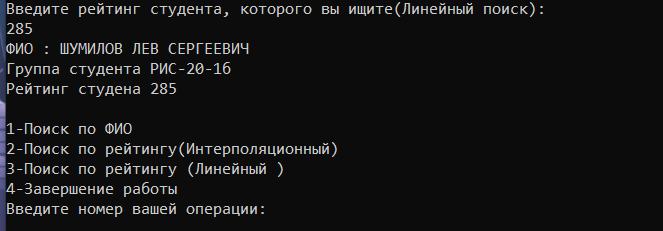 Введите рейтинг студента, которого вы ищите(Линейный поиск):
285
ФИО : ШУМИЛОВ ЛЕВ СЕРГЕЕВИЧ
Группа студента РИС-20-1б
Рейтинг студена 285
1-Поиск по ФИО
2-Поиск по рейтингу(Интерполяционный)
3-Поиск по рейтингу (Линейный )
4-Завершение работы
Введите номер вашей операции: